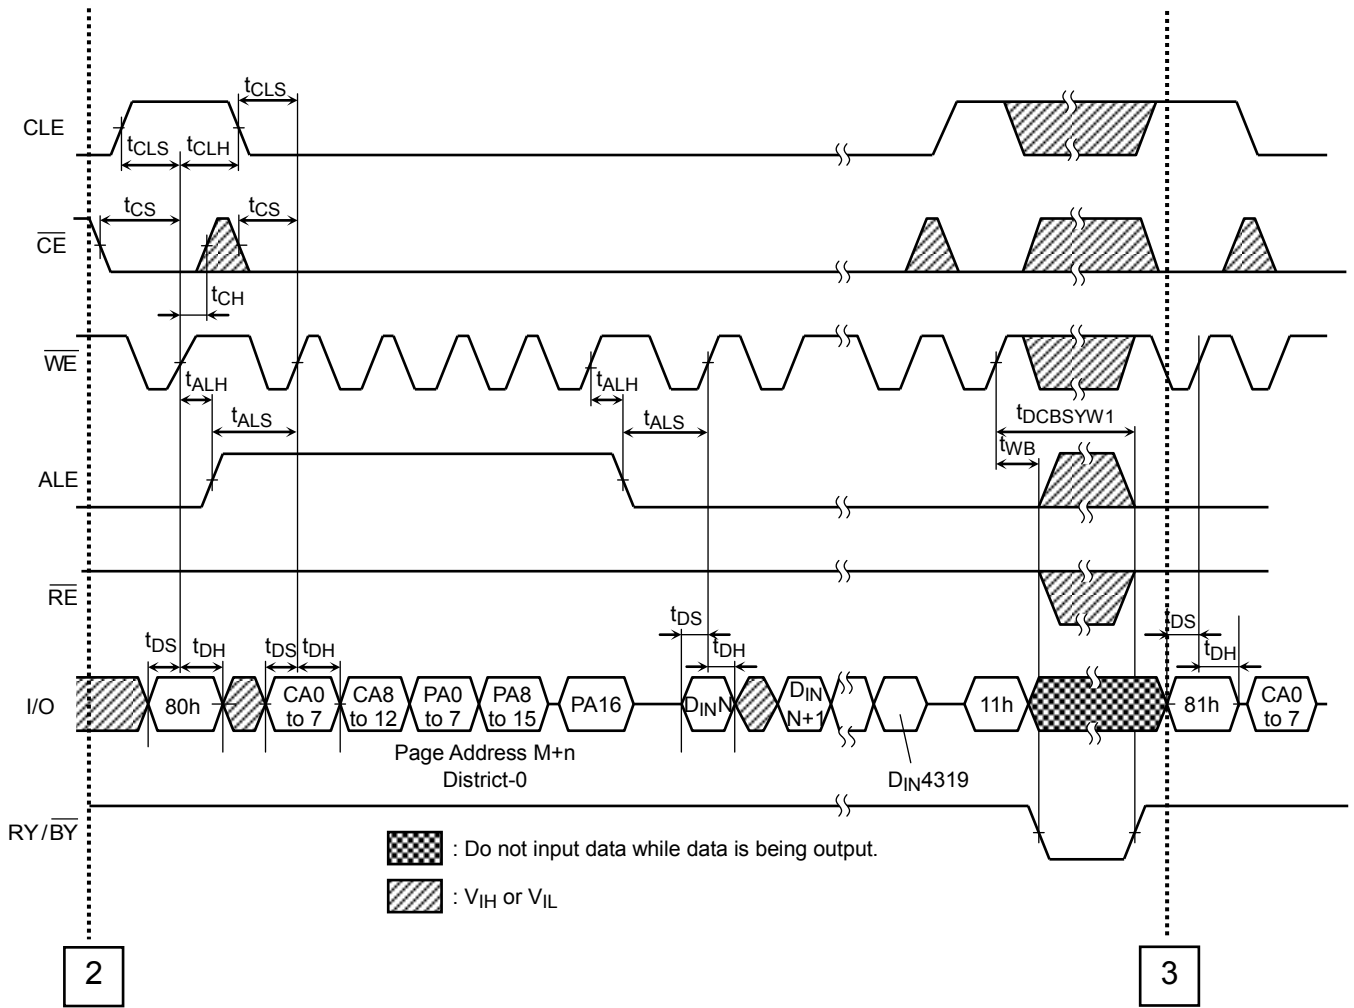 tCLS
CLE
tCLS tCLH
tCS tCS
CE
tCH
WE
tALH tALH
tALS tALS
tDCBSYW1
tWB
ALE
RE
tDS tDH tDS tDH tDS tDH DS tDH
I/O
80h
CA0 to 7
CA8 to 12
PA0 to 7
PA8 to 15
PA16
DINN
DIN N+1
11h
81h
CA0 to 7
Page Address M+n
District-0
DIN4319
RY/BY
: Do not input data while data is being output.
: VIH or VIL
2
3